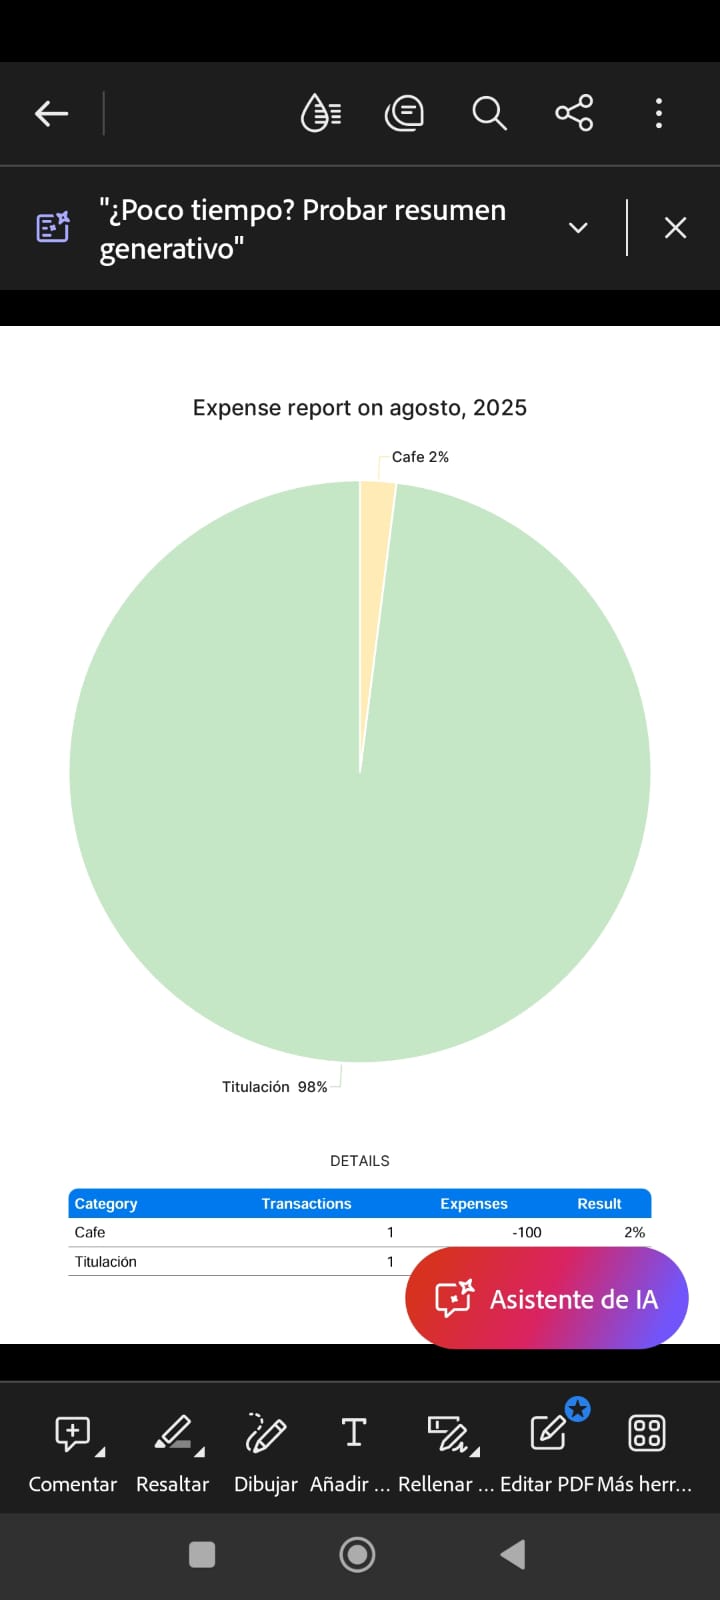 "¿Poco tiempo? Probar resumen
generativo"
Expense report on agosto, 2025
Cafe 2%
Titulación 98%
DETAILS
Category Transactions Expenses Result
Cafe 1 -100 2%
Titulación 1
Asistente de IA
Comentar Resaltar Dibujar Añadir ... Rellenar ... Editar PDF Más herr...